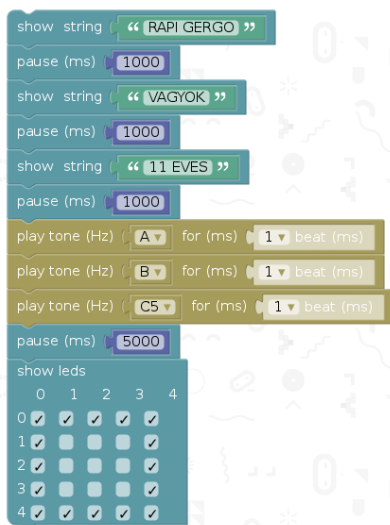 show string “ RAPI GERGO ”
pause (ms) 1000
show string “ VAGYOK ”
pause (ms) 1000
show string “ 11 EVES ”
pause (ms) 1000
play tone (Hz) A for (ms) 1 beat (ms)
play tone (Hz) B for (ms) 1 beat (ms)
play tone (Hz) C5 for (ms) 1 beat (ms)
pause (ms) 5000
show leds
0 1 2 3 4
0
1
2
3
4